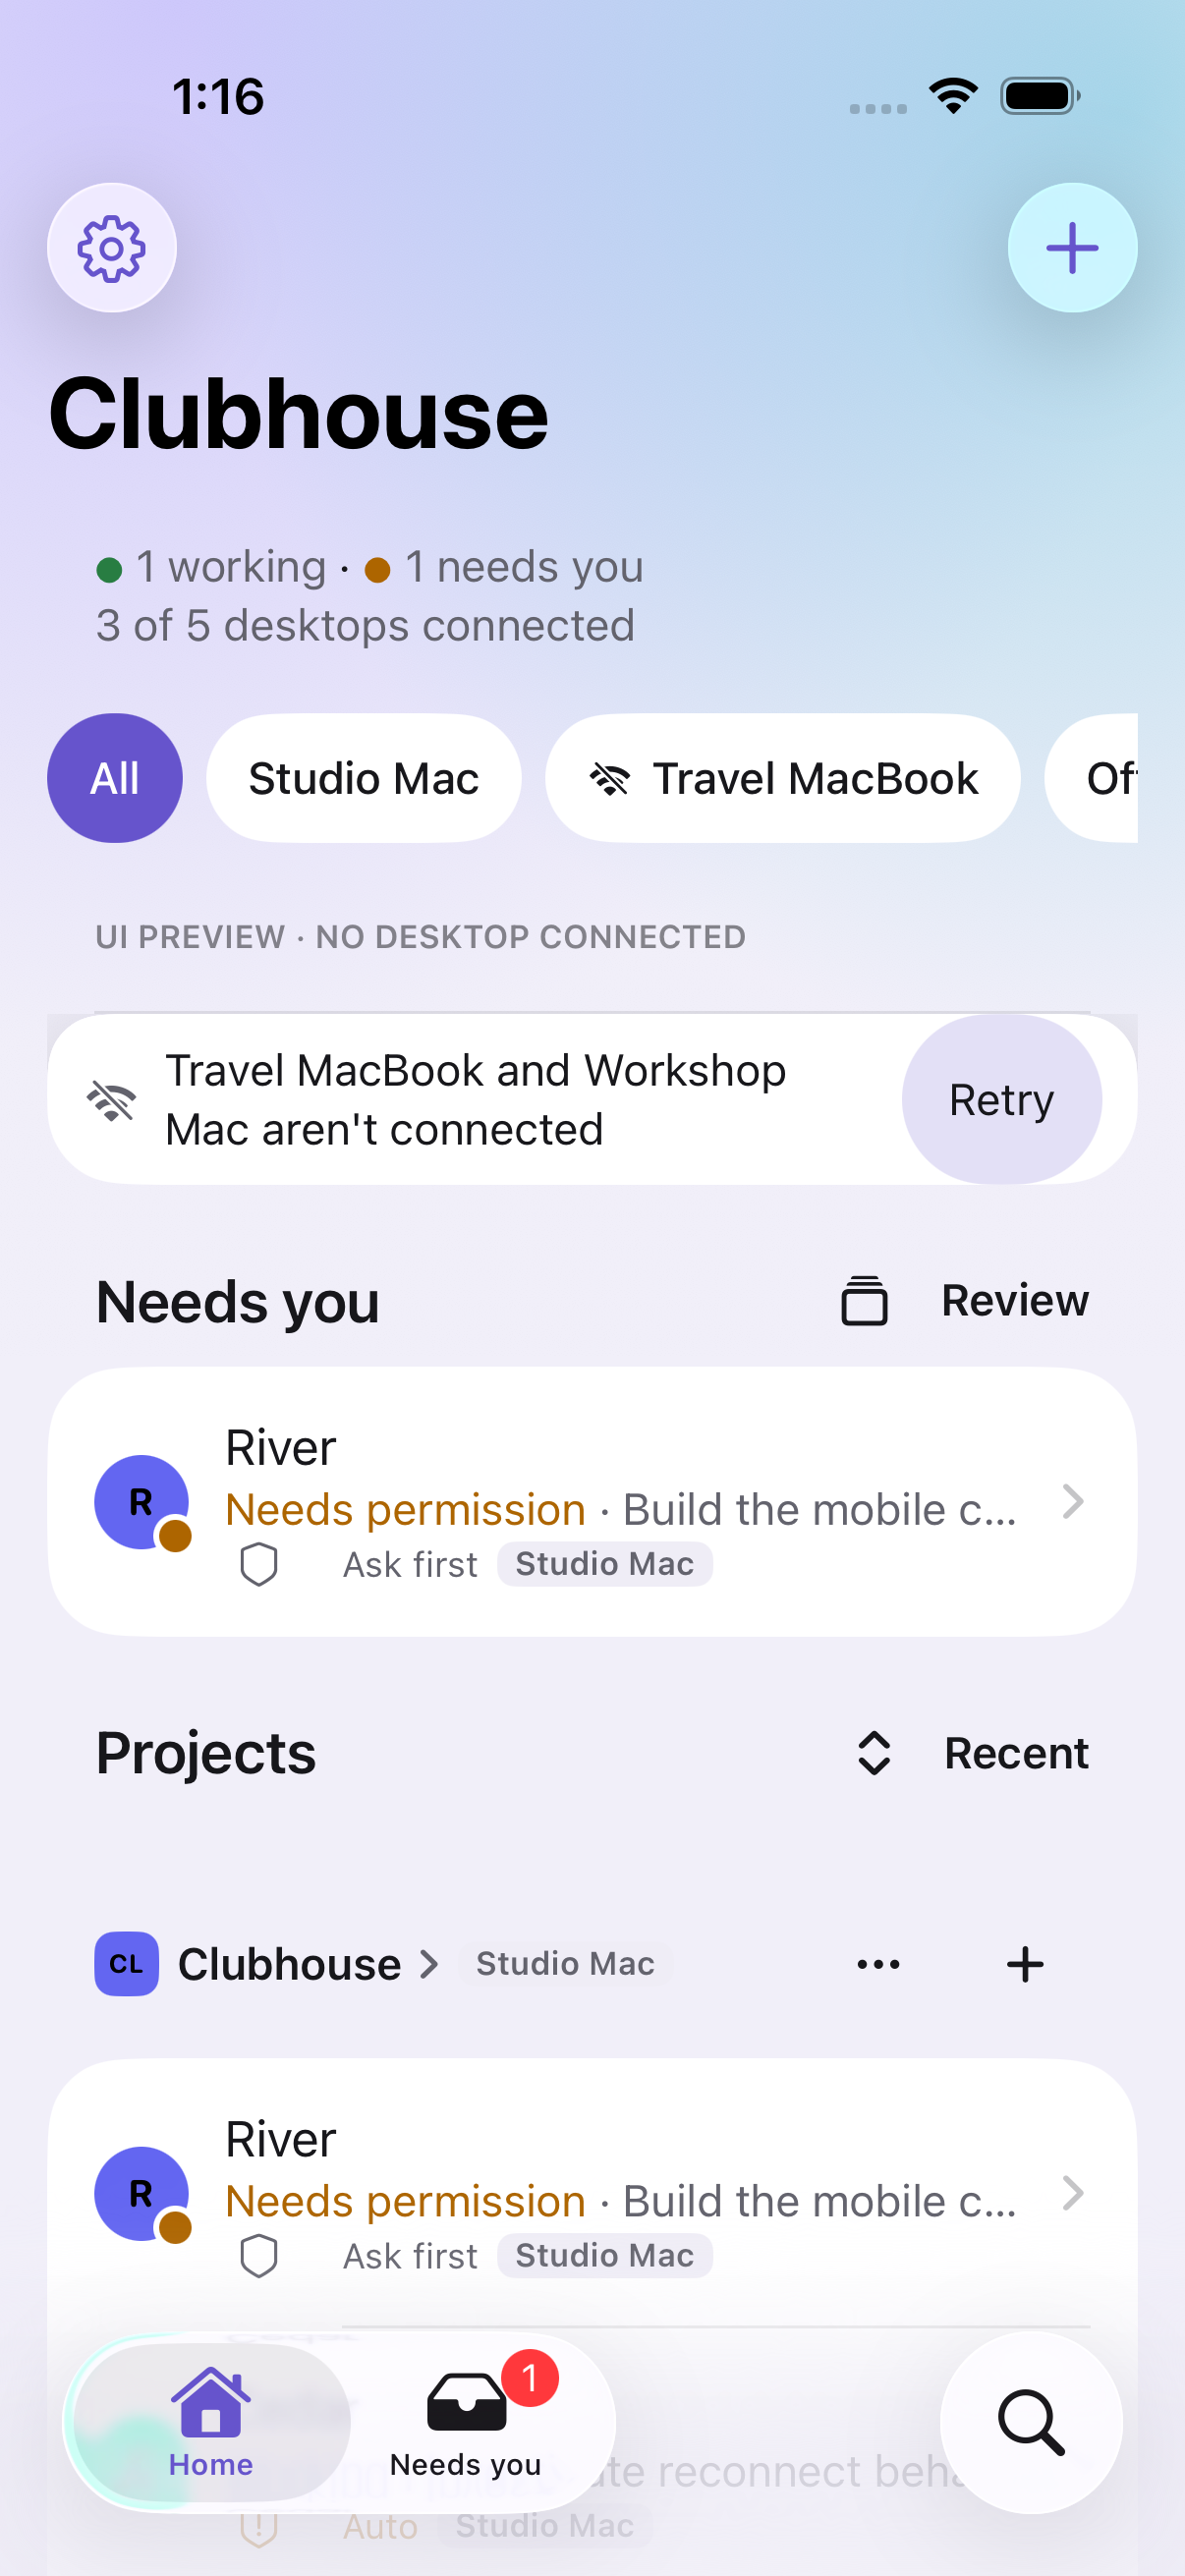 1:16
Clubhouse
1 working · 1 needs you
3 of 5 desktops connected
All
Studio Mac
Travel MacBook
UI PREVIEW · NO DESKTOP CONNECTED
Travel MacBook and Workshop
Mac aren't connected
Retry
Needs you
Review
R
River
Needs permission · Build the mobile c...
Ask first Studio Mac
Projects
Recent
CL
Clubhouse
Studio Mac
R
River
Needs permission · Build the mobile c...
Ask first Studio Mac
reconnect
Auto Studio Mac
Home
Needs you
1